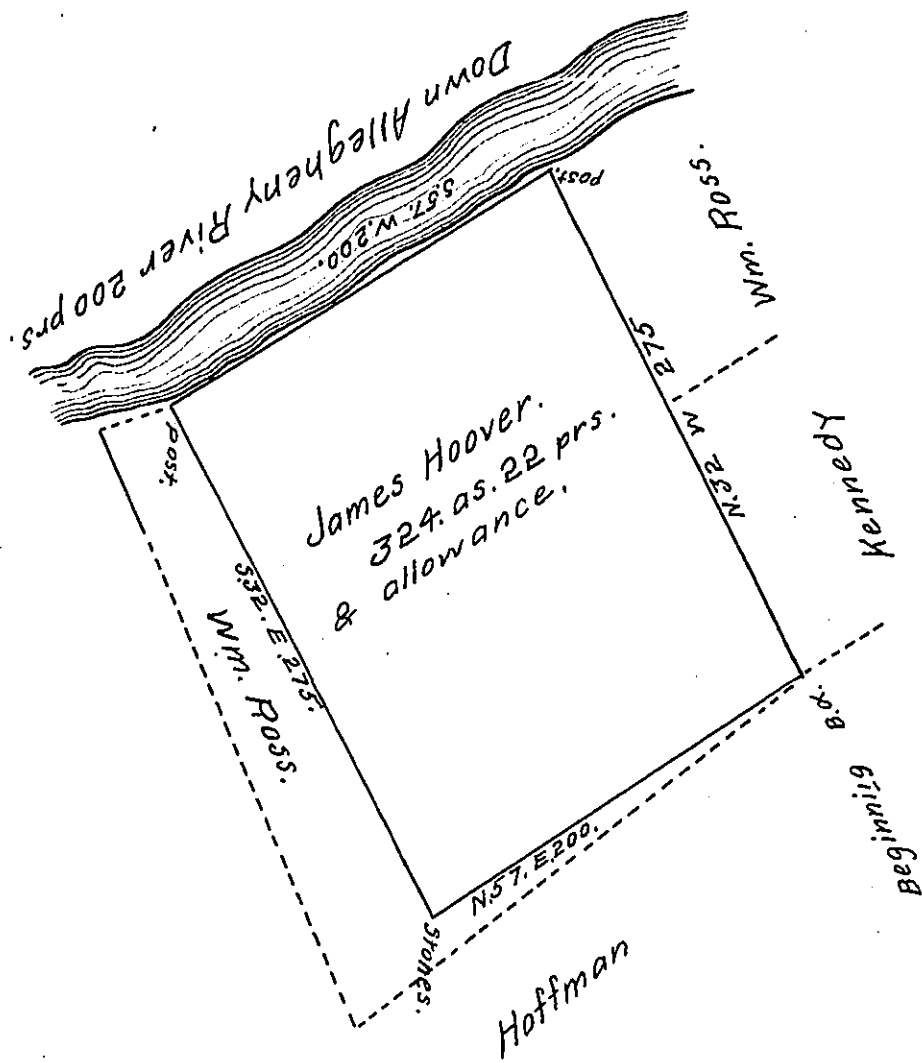 Down Allegheny River 200 prs.
S.57. W.200.
post.
Wm. Ross.
N.32 W 275
Kennedy
James Hoover.
324. as. 22 prs.
& allowance.
post.
S.32. E.275.
Wm. Ross.
N.57. E.200.
Stones.
Hoffman
B.O.
Beginning